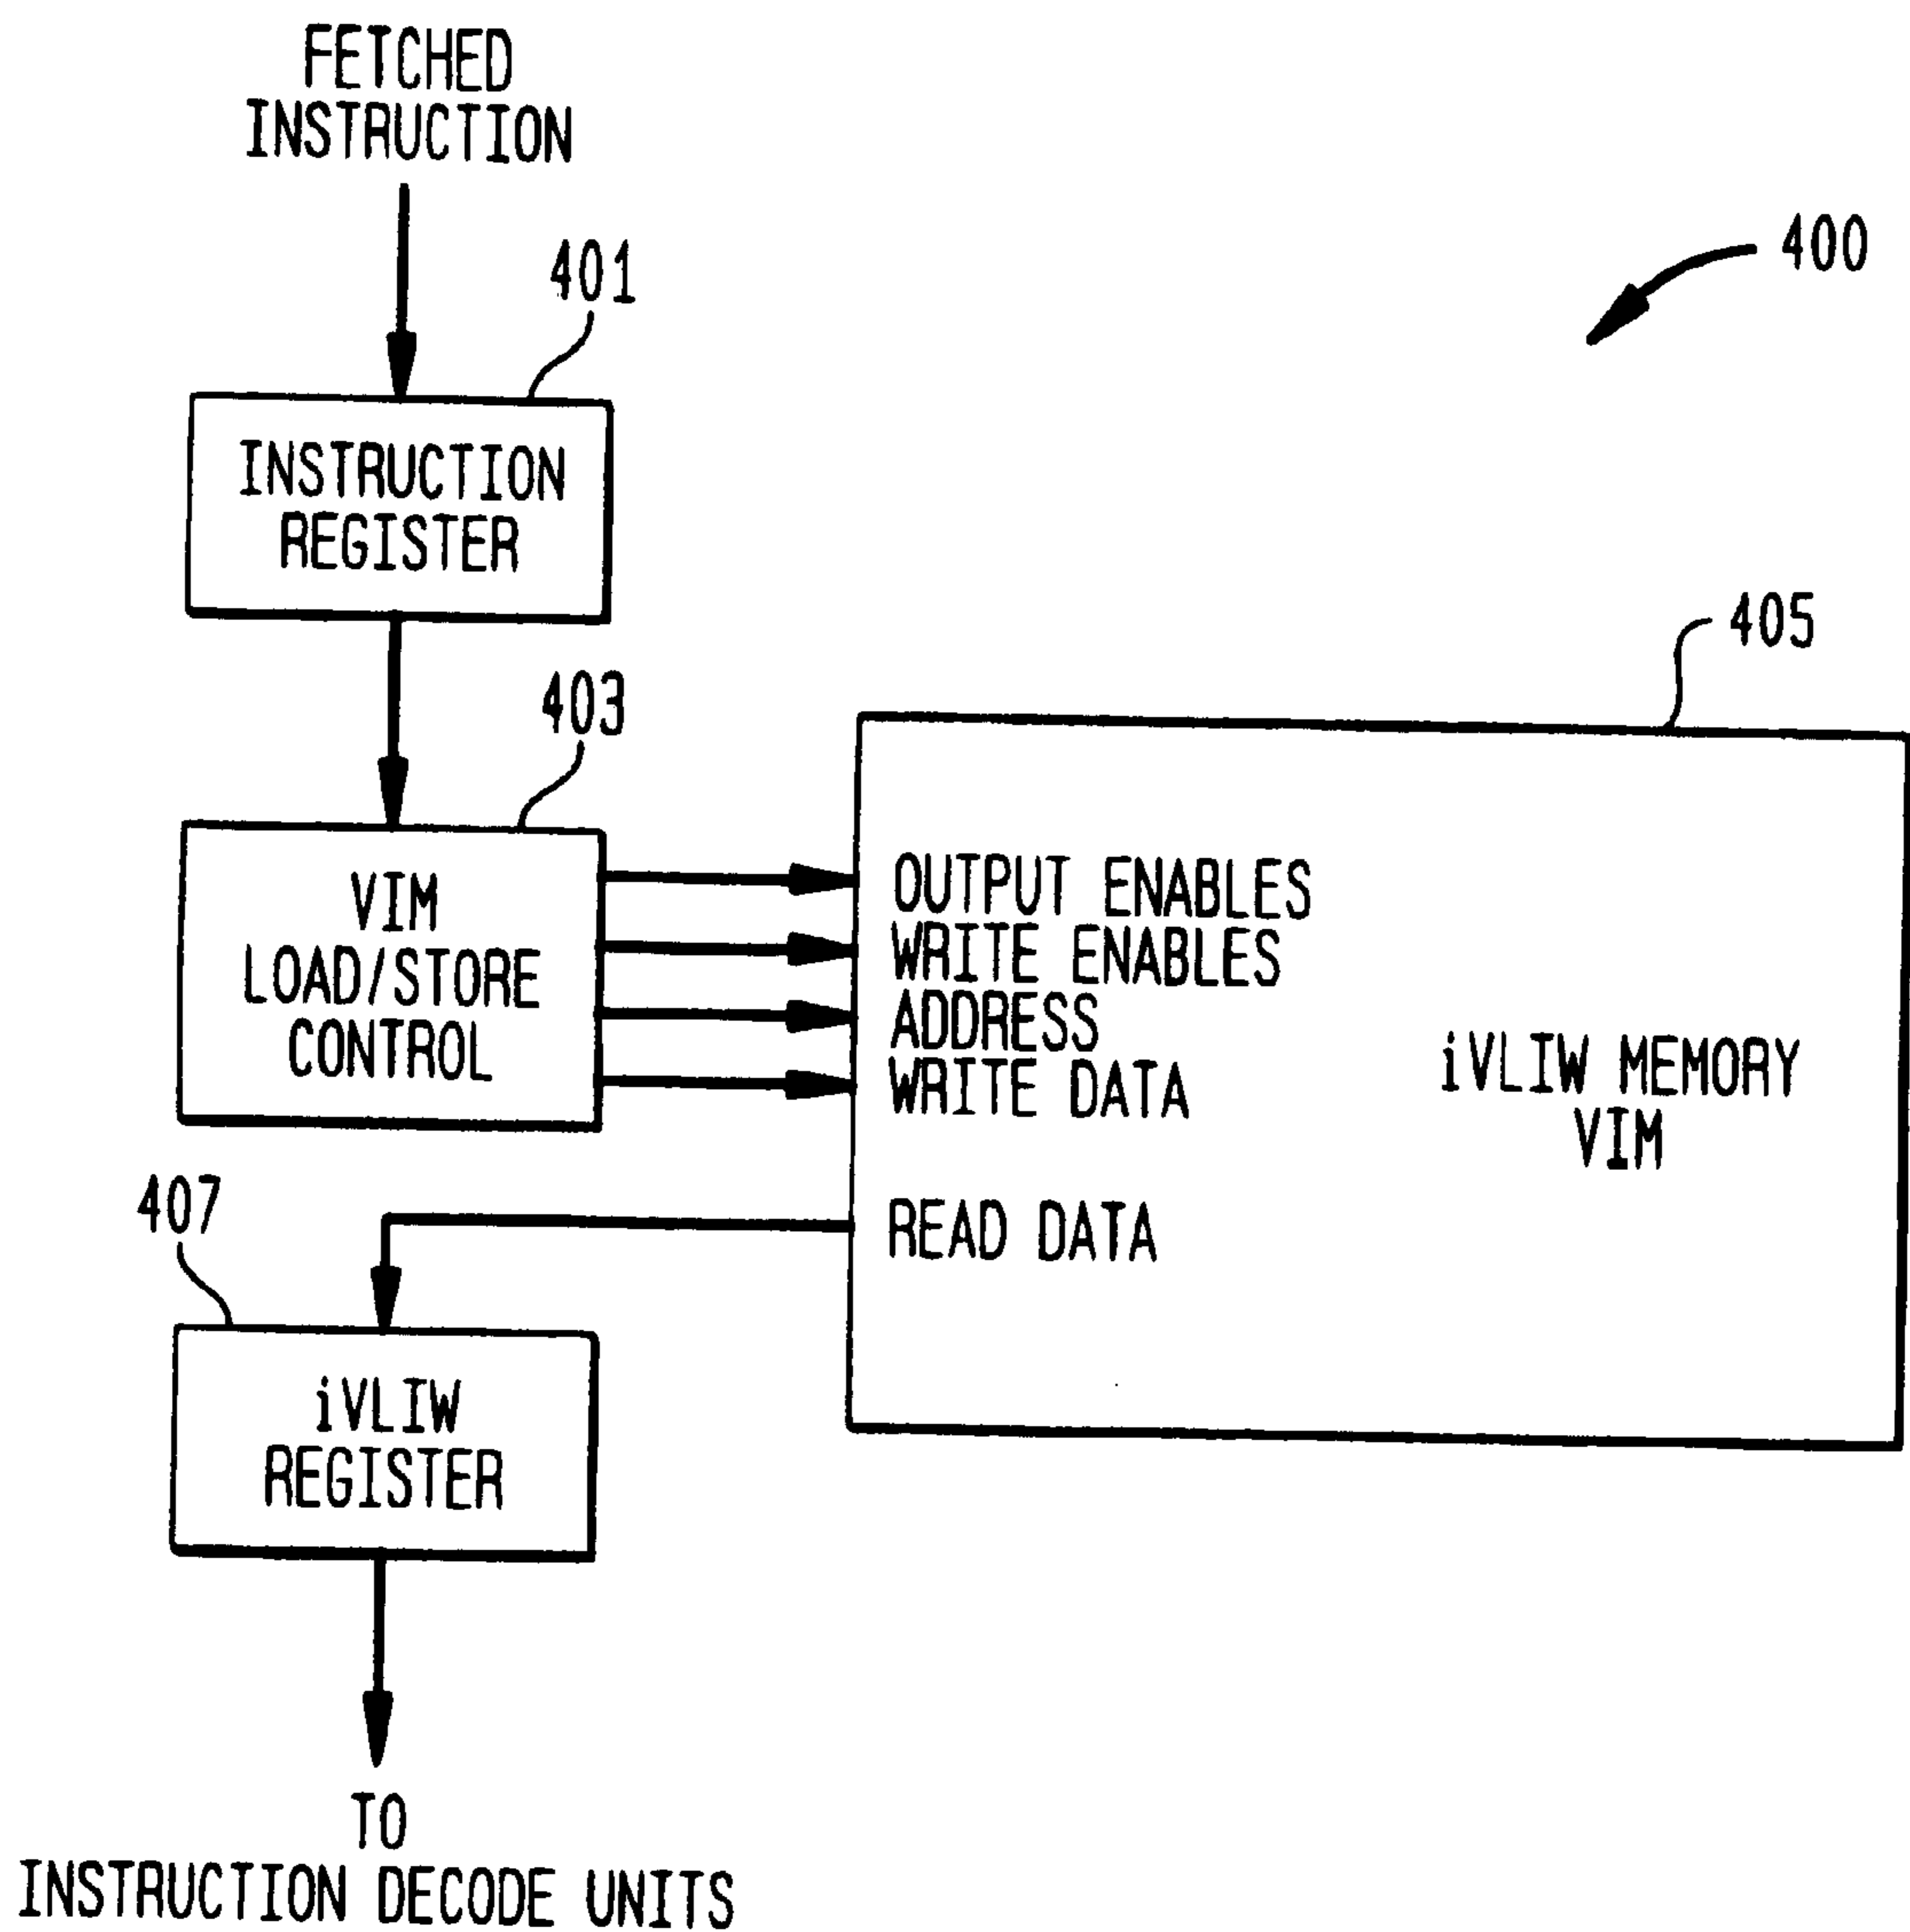 FETCHED
INSTRUCTION
400
401
INSTRUCTION
REGISTER
405
403
VIM
LOAD/STORE
CONTROL
OUTPUT ENABLES
WRITE ENABLES
ADDRESS
WRITE DATA
iVLIW MEMORY
VIM
READ DATA
407
iVLIW
REGISTER
TO
INSTRUCTION DECODE UNITS